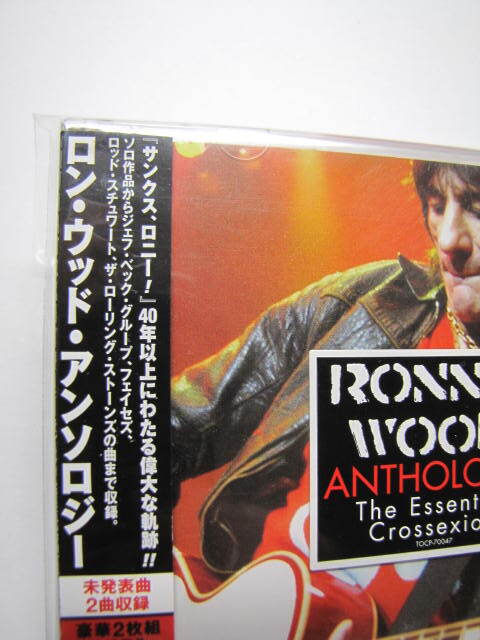 『サンクス、ロニー!』40年以上にわたる偉大な軌跡!!
ソロ作品からジェフ・ベック・グループ、フェイセズ、
ロッド・スチュワート、ザ・ローリング・ストーンズの曲まで収録。
ロン・ウッド・アンソロジー
未発表曲
2曲収録
豪華2枚組
RONN
WOO
ANTHOLO
The Essent
Crossexio
TOCP-70047